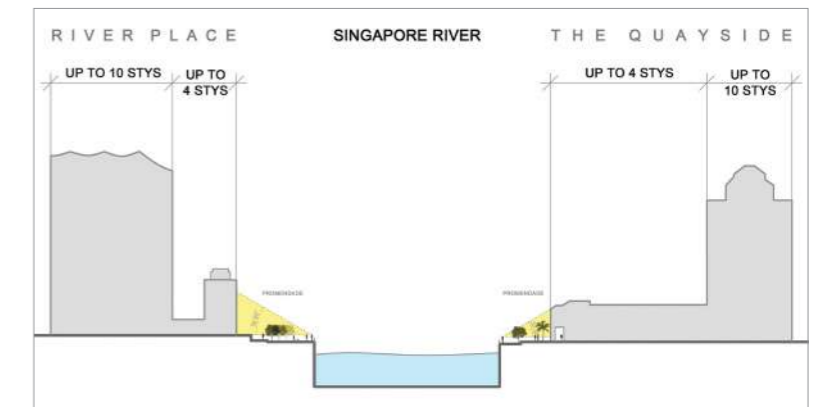 RIVER PLACE
SINGAPORE RIVER
THE QUAYSIDE
UP TO 10 STYS
UP TO
4 STYS
UP TO 4 STYS
UP TO
10 STYS
PROMENADE
PROMENADE